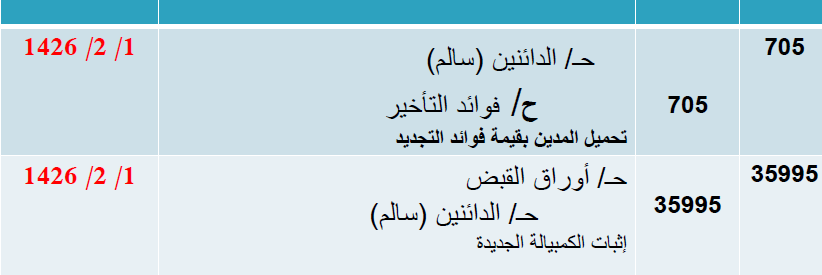 705
حـ/ الدائنين (سالم)
1/ 2/ 1426
705
ح/ فوائد التأخير
تحميل المدين بقيمة فوائد التجديد
35995
حـ/ أوراق القبض
1/ 2/ 1426
35995
حـ/ الدائنين (سالم)
إثبات الكمبيالة الجديدة